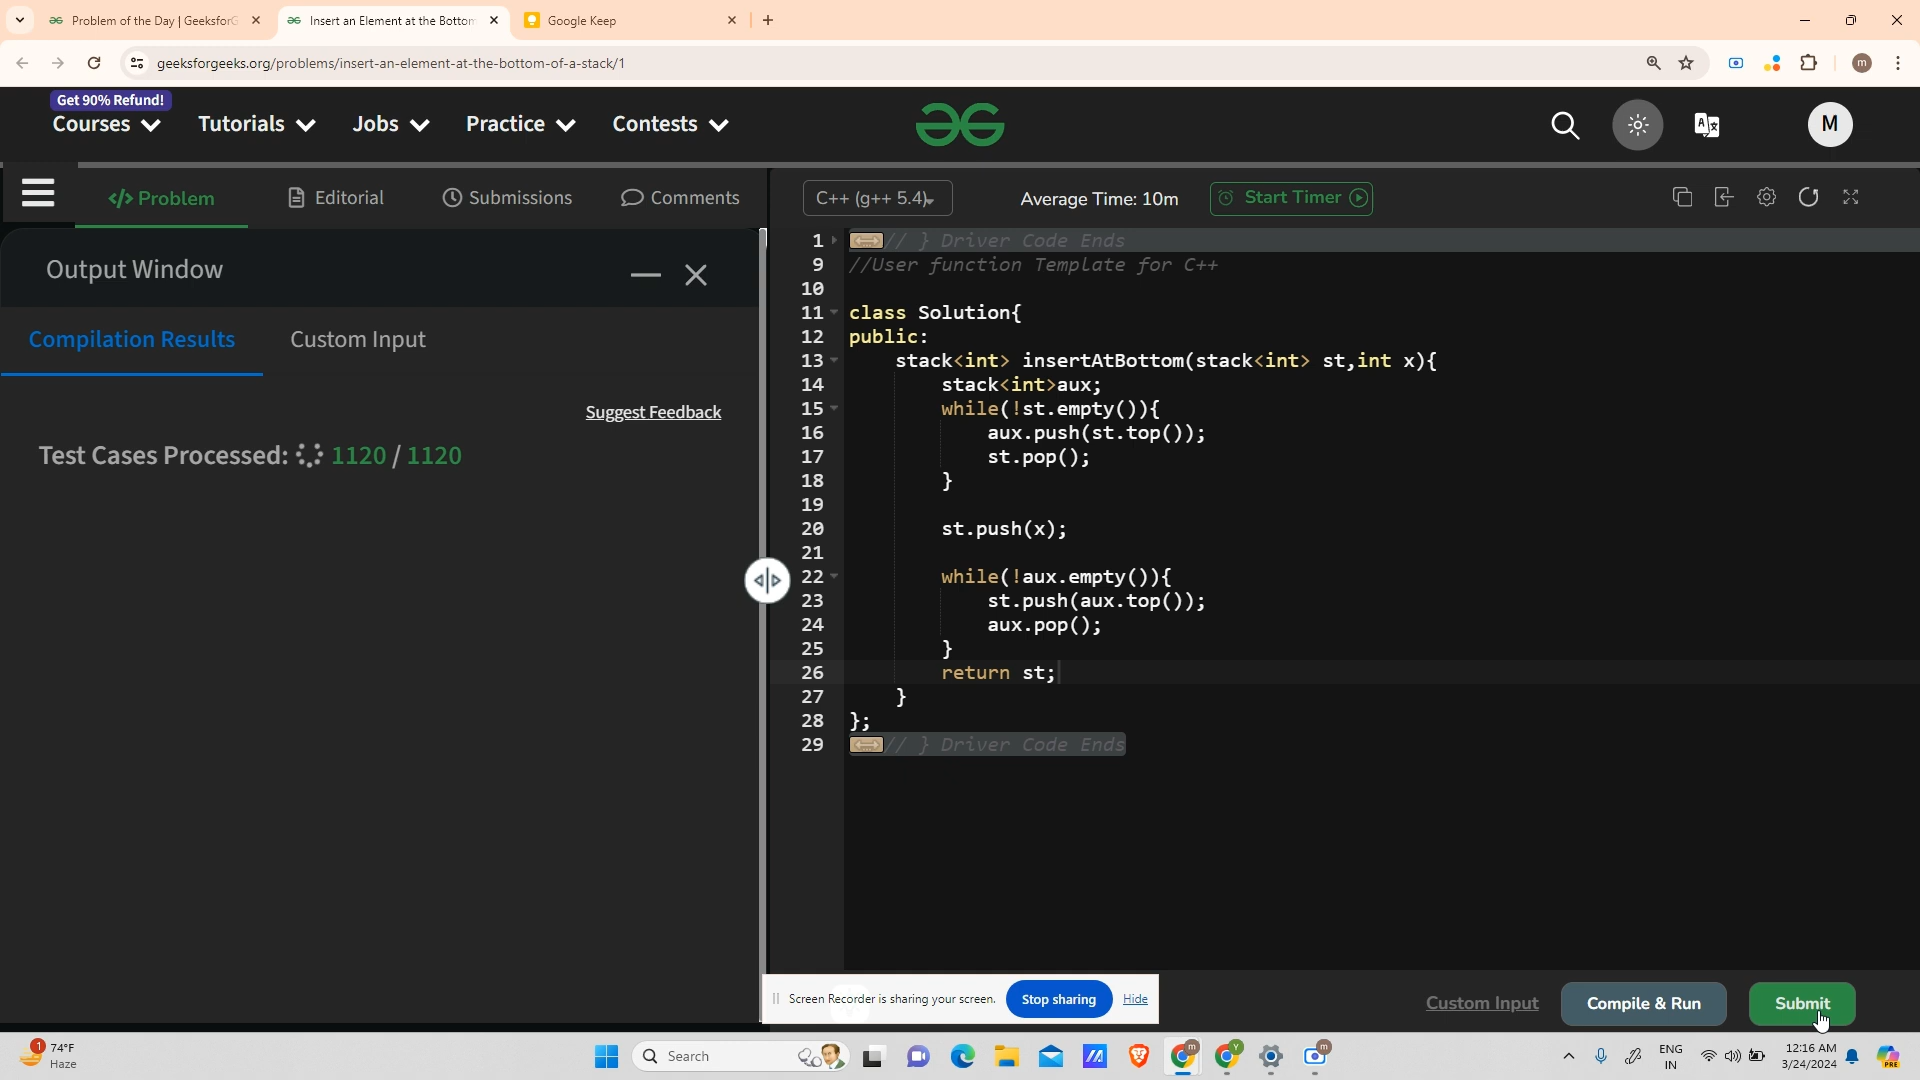 Problem of the Day | GeeksforG
Insert an Element at the Bottom
Google Keep
geeksforgeeks.org/problems/insert-an-element-at-the-bottom-of-a-stack/1
m
Get 90% Refund!
Courses
Tutorials
Jobs
Practice
Contests
M
</> Problem
Editorial
Submissions
Comments
C++ (g++ 5.4)
Average Time: 10m
Start Timer
Output Window
Compilation Results
Custom Input
Suggest Feedback
Test Cases Processed: 1120 / 1120
1 // } Driver Code Ends
9 //User function Template for C++
10
11 class Solution{
12 public:
13 stack<int> insertAtBottom(stack<int> st,int x){
14 stack<int>aux;
15 while(!st.empty()){
16 aux.push(st.top());
17 st.pop();
18 }
19
20 st.push(x);
21
22 while(!aux.empty()){
23 st.push(aux.top());
24 aux.pop();
25 }
26 return st;
27 }
28 };
29 // } Driver Code Ends
Screen Recorder is sharing your screen.
Stop sharing
Hide
Custom Input
Compile & Run
Submit
1
74°F
Haze
Search
m
Y
m
ENG
IN
12:16 AM
3/24/2024
PRE